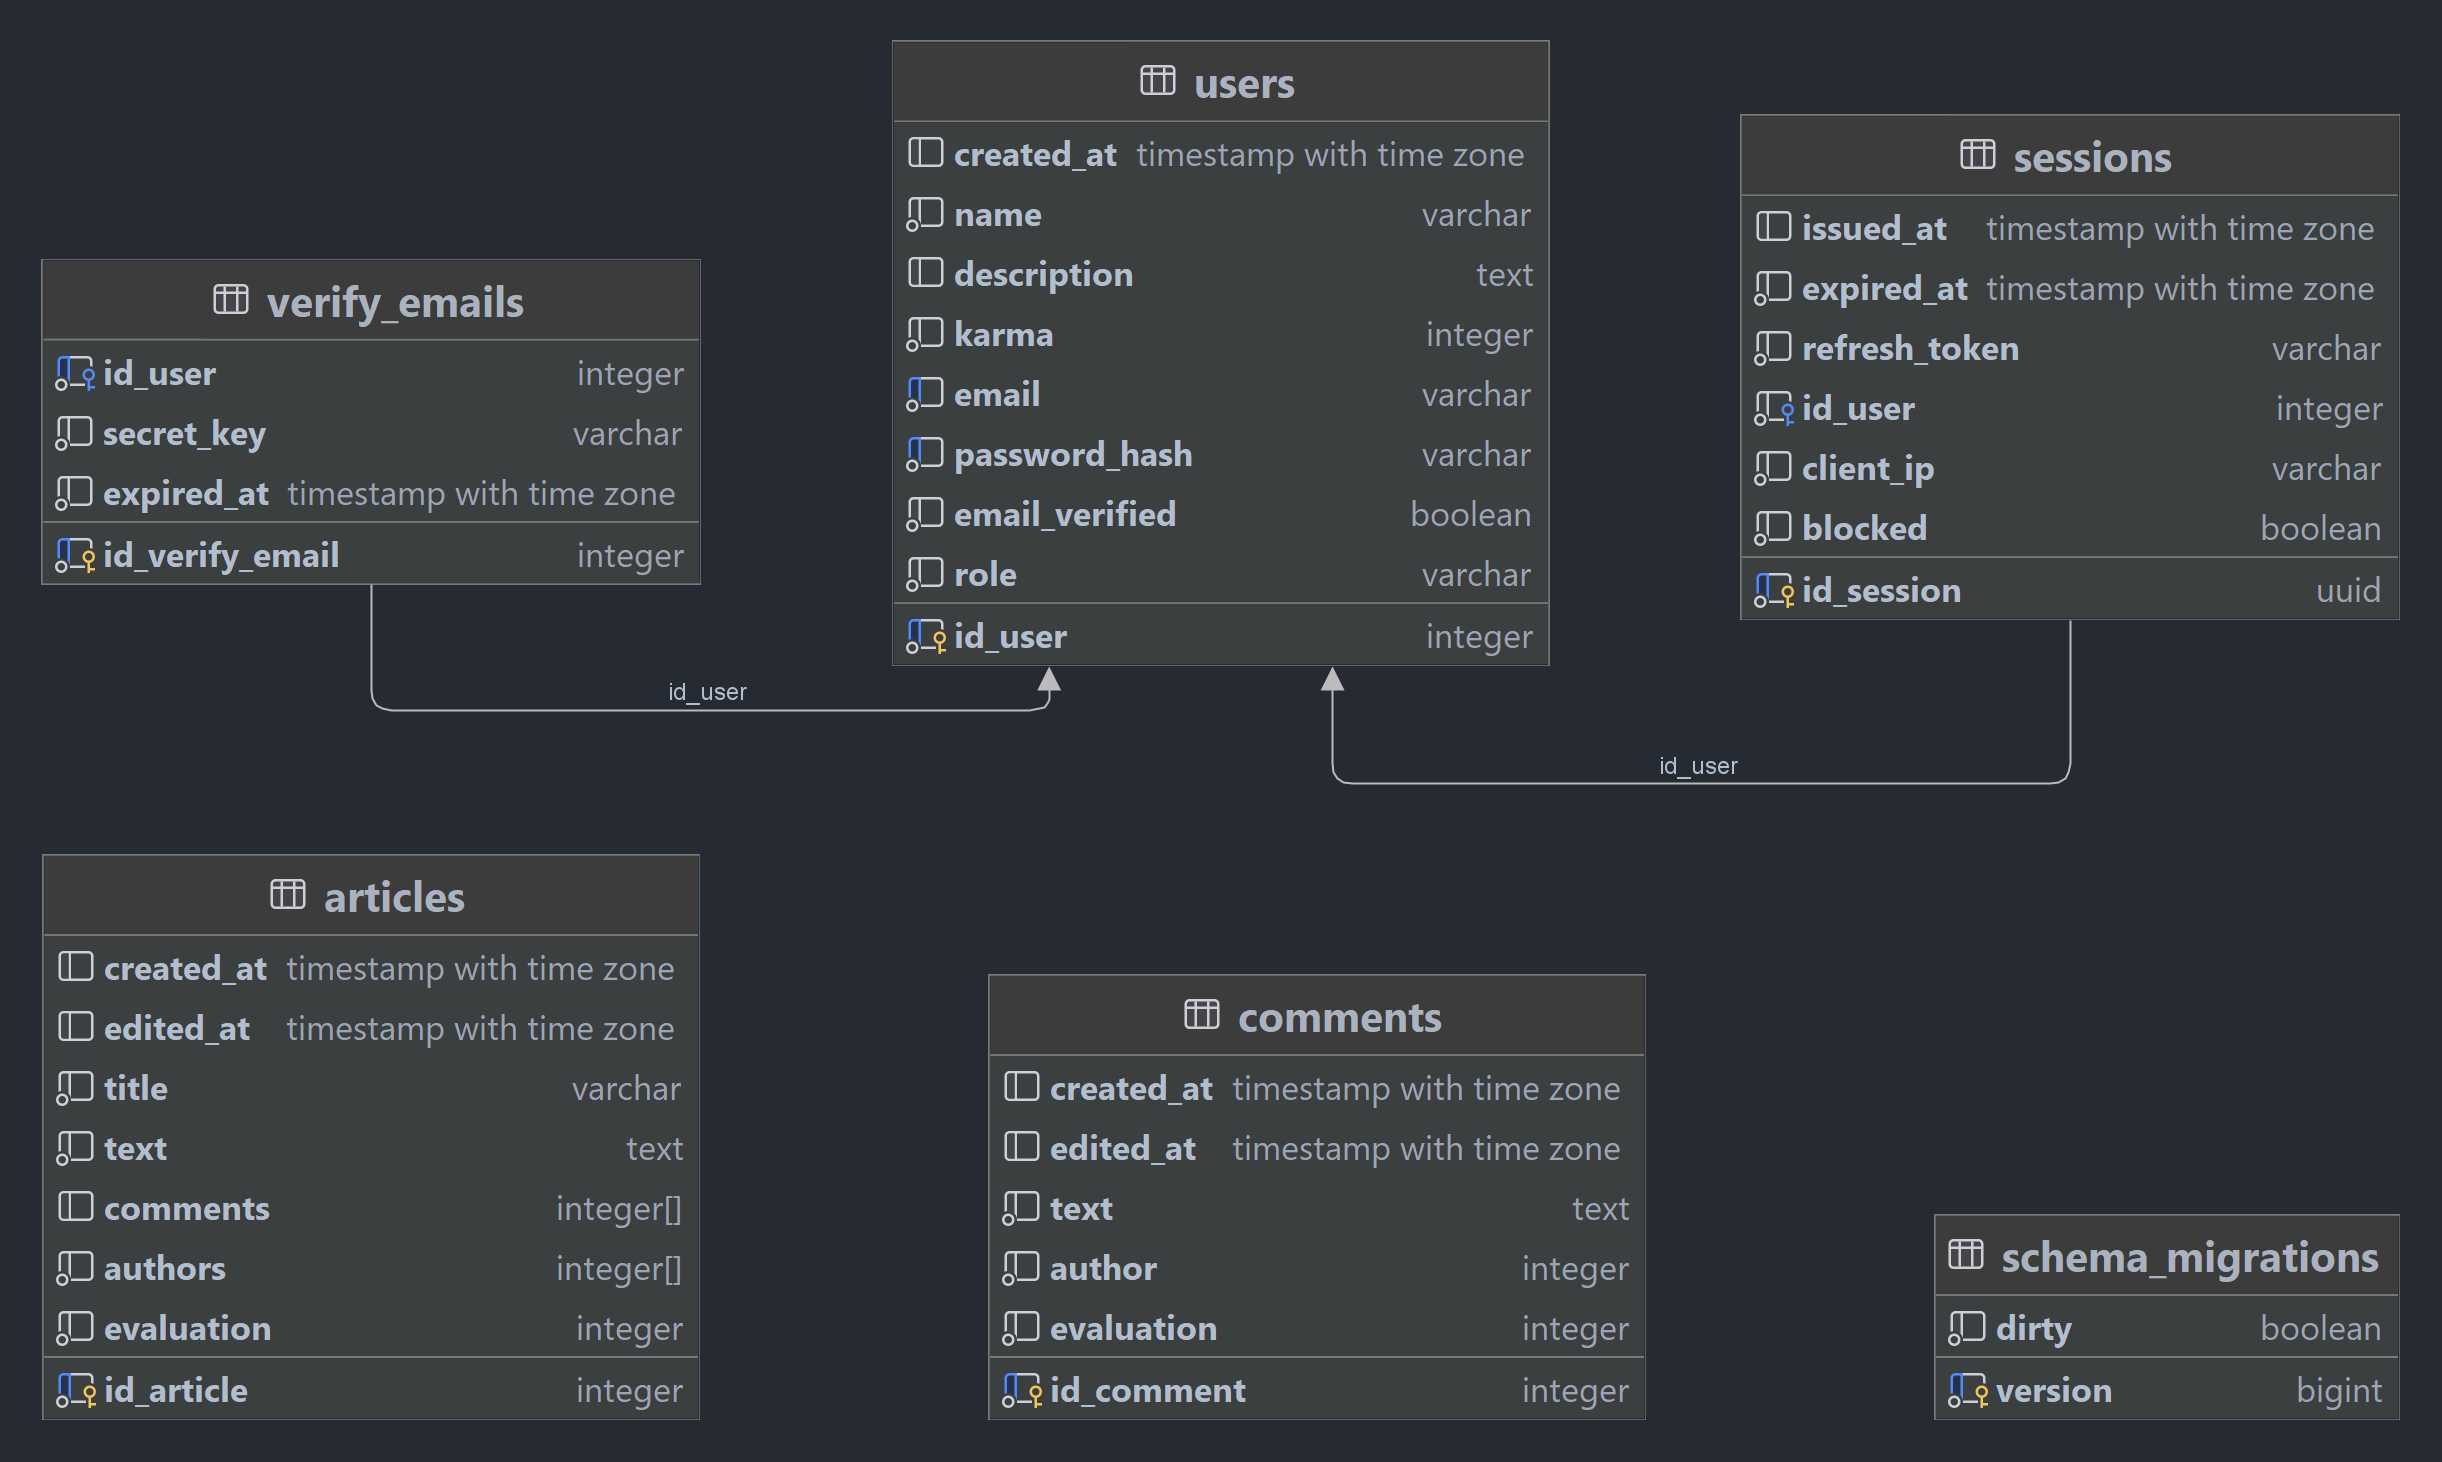 verify_emails
id_user integer
secret_key varchar
expired_at timestamp with time zone
id_verify_email integer
users
created_at timestamp with time zone
name varchar
description text
karma integer
email varchar
password_hash varchar
email_verified boolean
role varchar
id_user integer
sessions
issued_at timestamp with time zone
expired_at timestamp with time zone
refresh_token varchar
id_user integer
client_ip varchar
blocked boolean
id_session uuid
id_user
id_user
articles
created_at timestamp with time zone
edited_at timestamp with time zone
title varchar
text text
comments integer[]
authors integer[]
evaluation integer
id_article integer
comments
created_at timestamp with time zone
edited_at timestamp with time zone
text text
author integer
evaluation integer
id_comment integer
schema_migrations
dirty boolean
version bigint